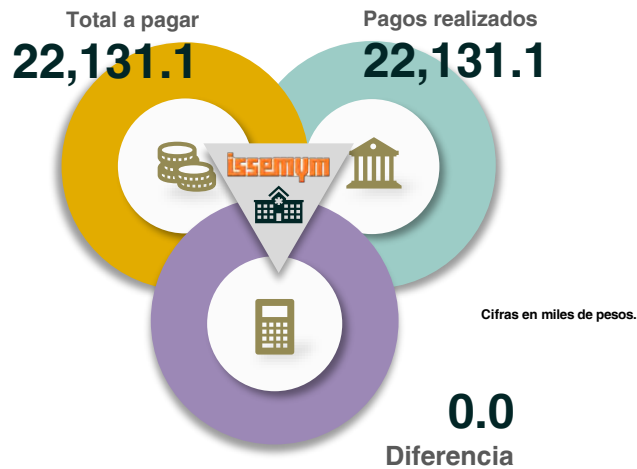 Total a pagar
22,131.1
Pagos realizados
22,131.1
issemym
Cifras en miles de pesos.
0.0
Diferencia